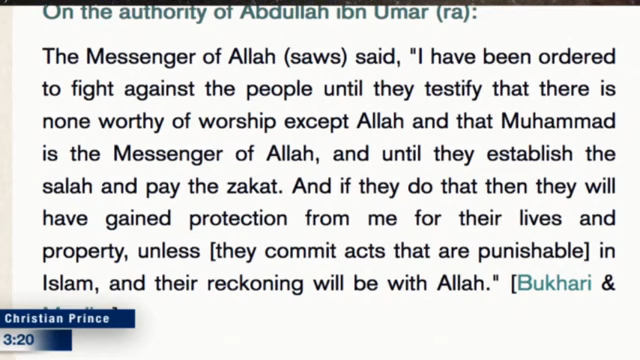 On the authority of Abdullah ibn Umar (ra):
The Messenger of Allah (saws) said, "I have been ordered
to fight against the people until they testify that there is
none worthy of worship except Allah and that Muhammad
is the Messenger of Allah, and until they establish the
salah and pay the zakat. And if they do that then they will
have gained protection from me for their lives and
property, unless [they commit acts that are punishable] in
Islam, and their reckoning will be with Allah." [Bukhari &
Christian Prince
3:20